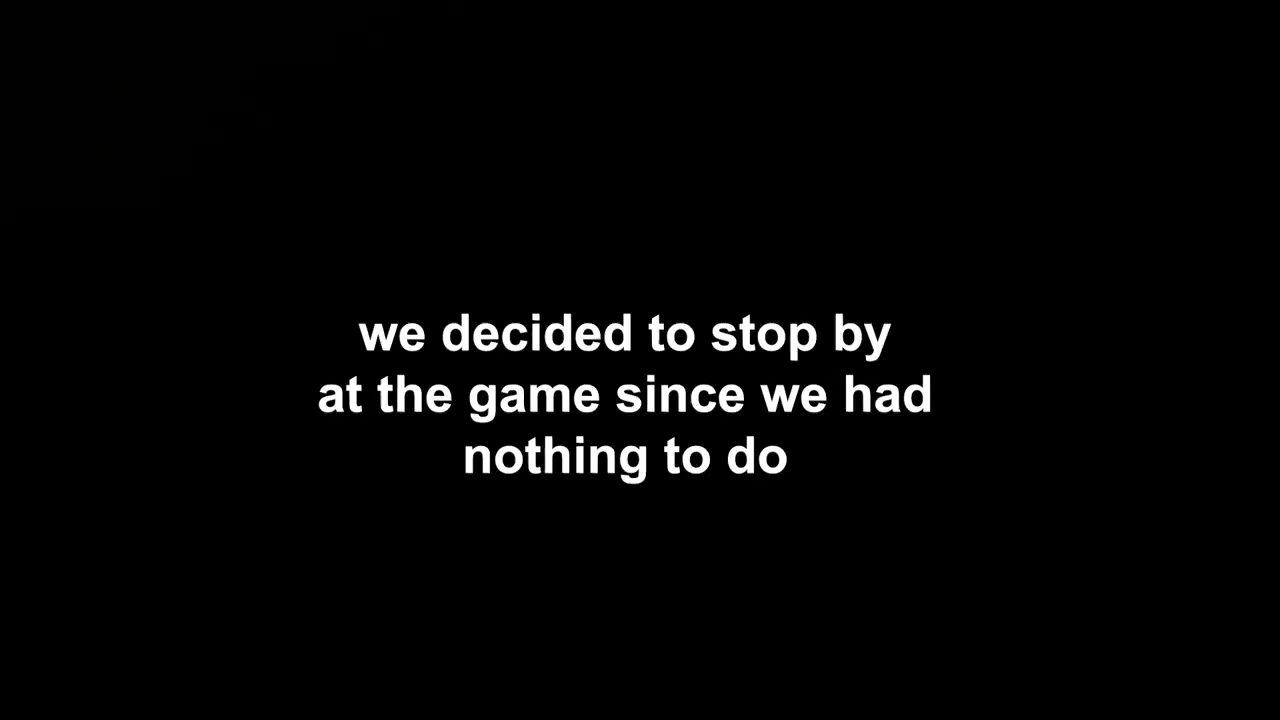 we decided to stop by
at the game since we had
nothing to do